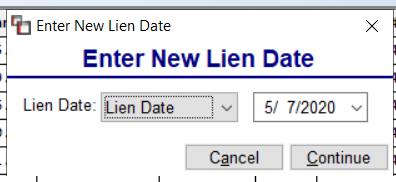 Enter New Lien Date
Enter New Lien Date
Lien Date: Lien Date 5/ 7/2020
Cancel Continue